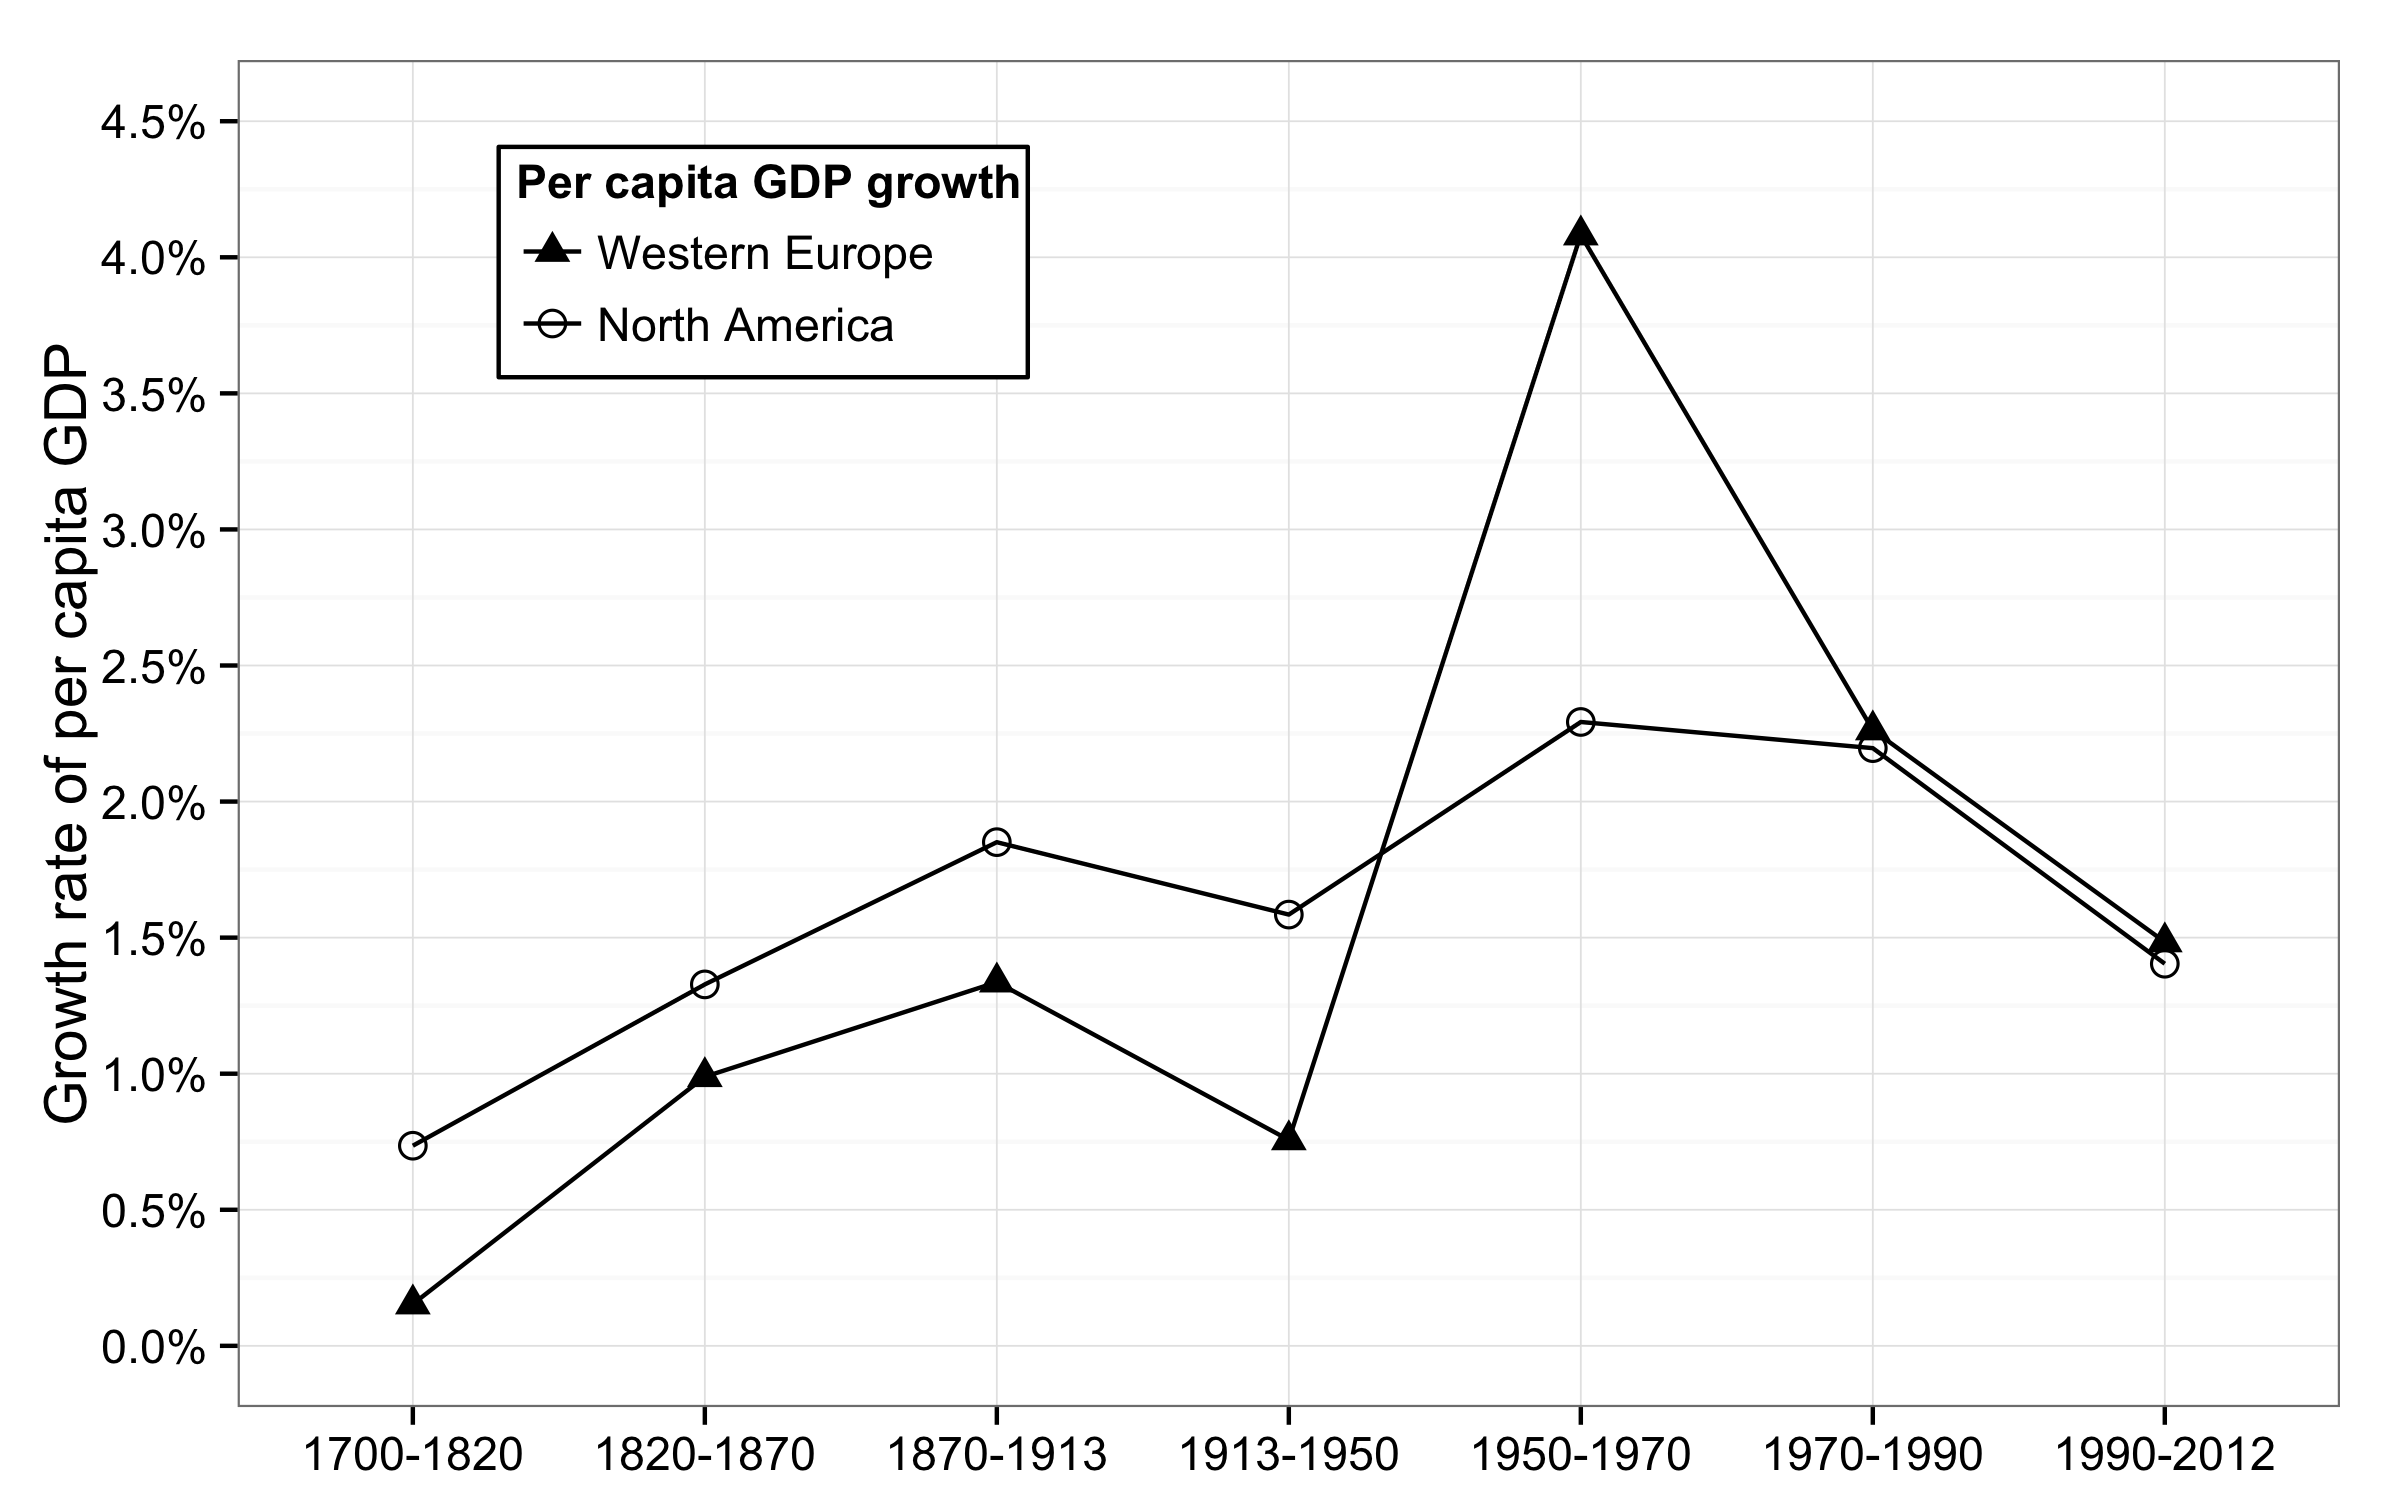 Growth rate of per capita GDP
4.5%
4.0%
3.5%
3.0%
2.5%
2.0%
1.5%
1.0%
0.5%
0.0%
Per capita GDP growth
Western Europe
North America
1700-1820 1820-1870 1870-1913 1913-1950 1950-1970 1970-1990 1990-2012